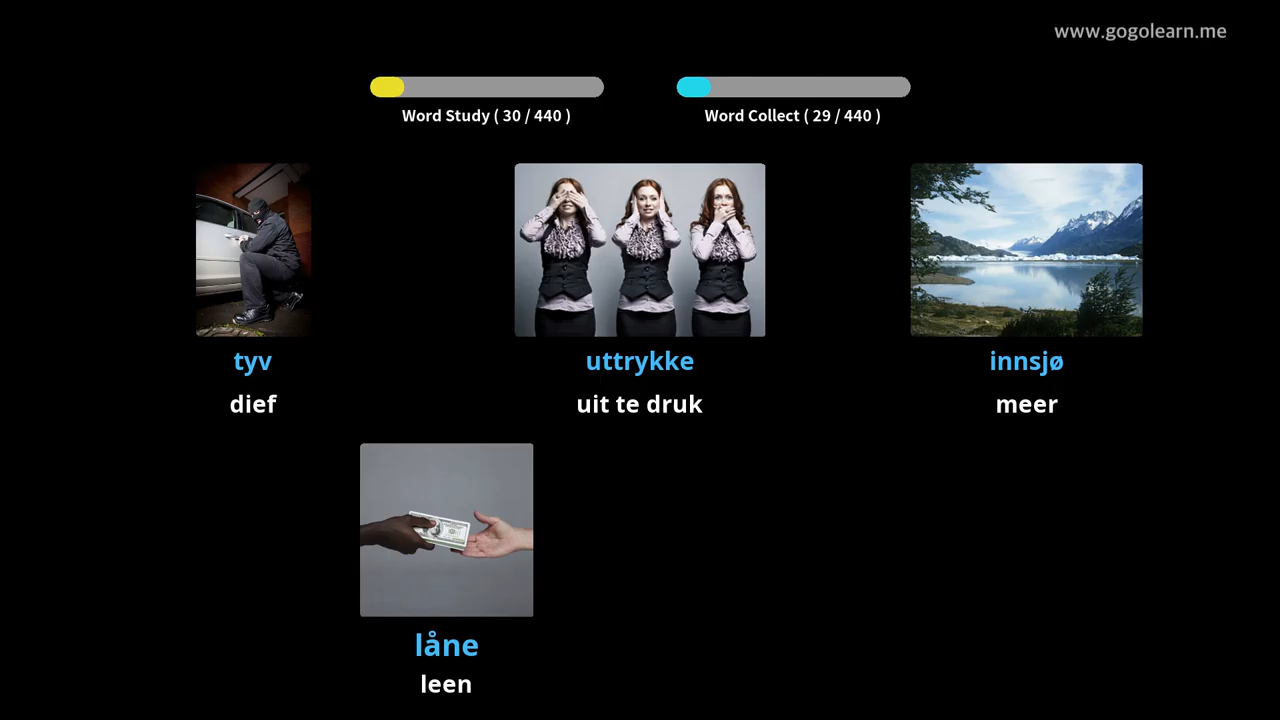 www.gogolearn.me
Word Study ( 30 / 440 )
Word Collect ( 29 / 440 )
tyv
dief
uttrykke
uit te druk
innsjø
meer
låne
leen